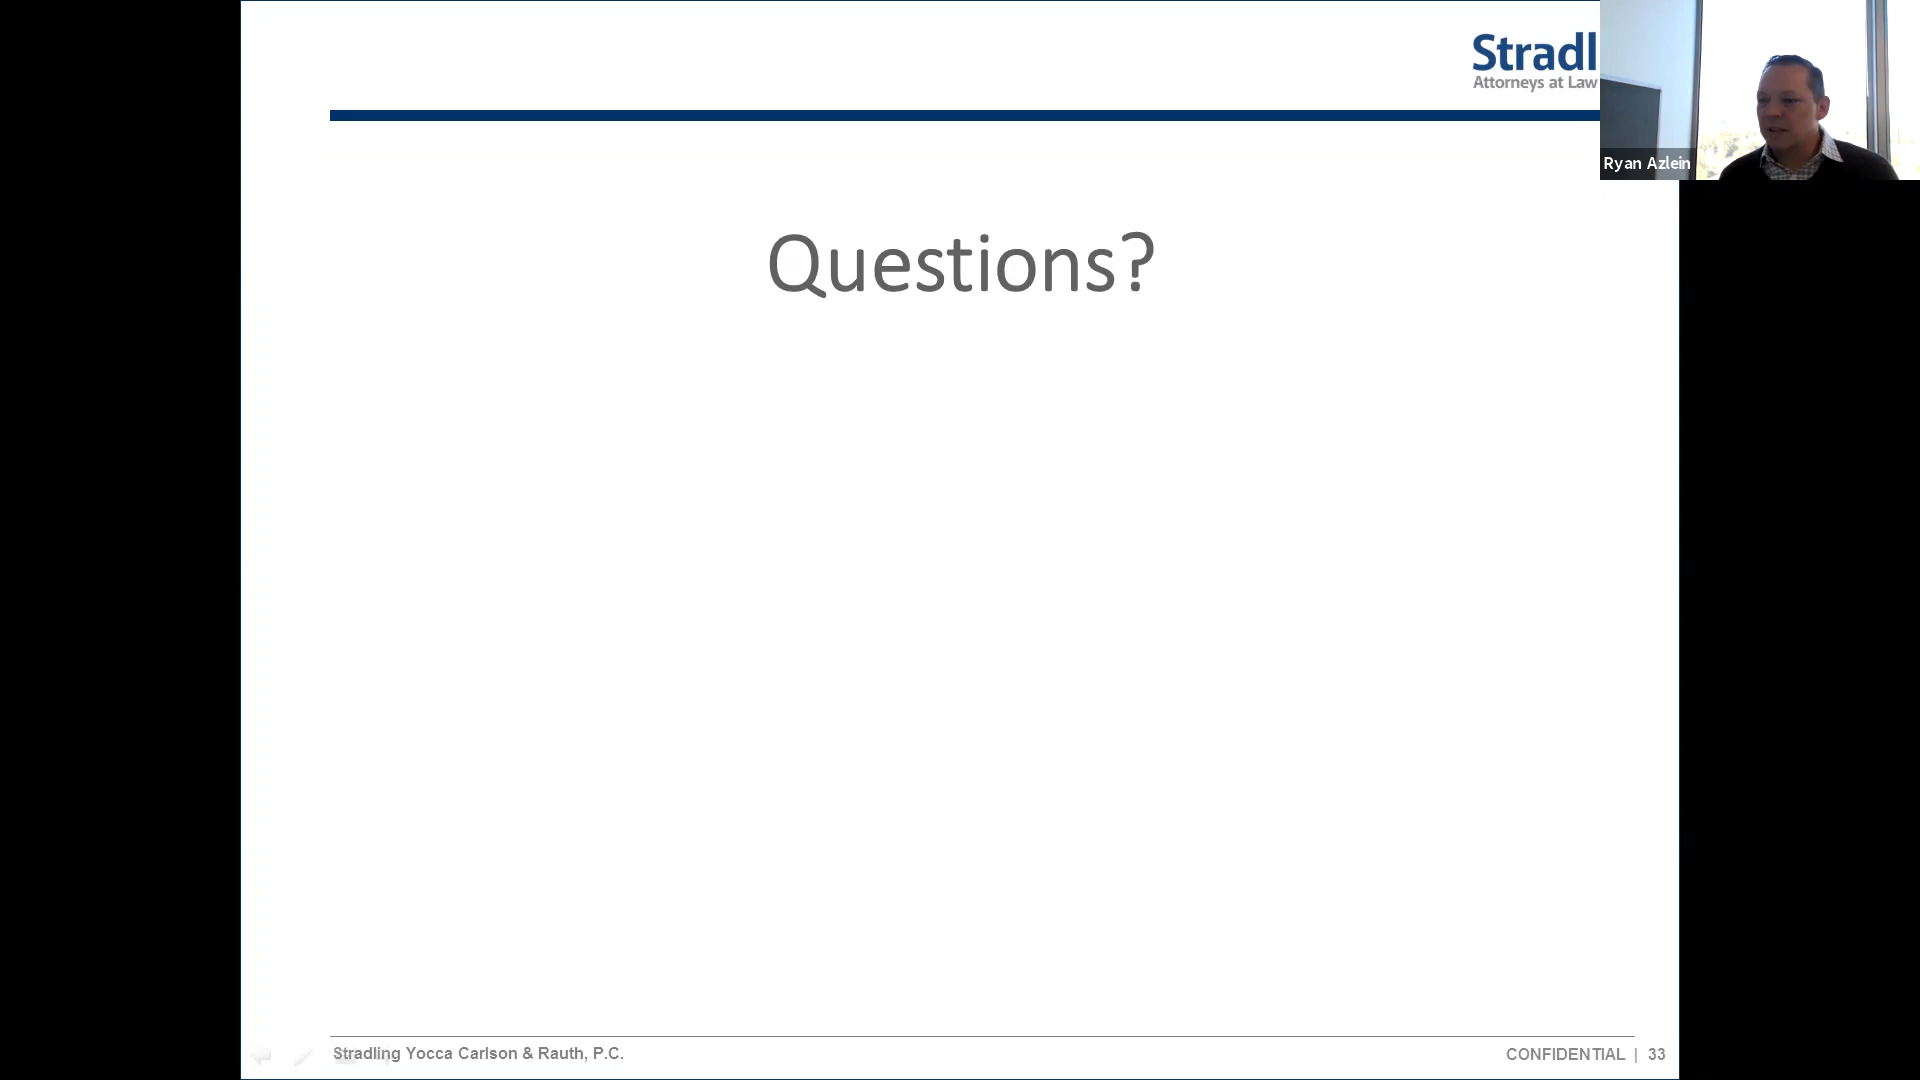 Stradl
Attorneys at Law
Ryan Azlein
Questions?
Stradling Yocca Carlson & Rauth, P.C.
CONFIDENTIAL | 33